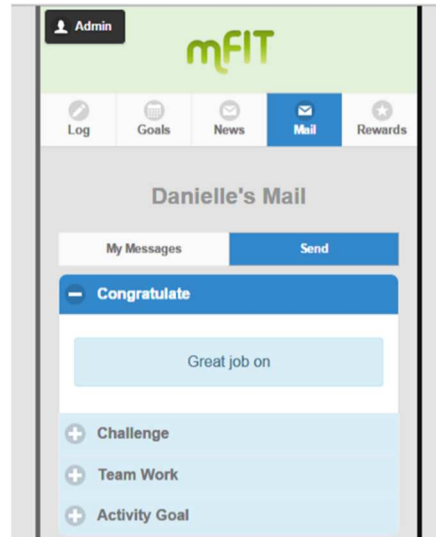 Admin
mFIT
Log Goals News Mail Rewards
Danielle's Mail
My Messages Send
Congratulate
Great job on
Challenge
Team Work
Activity Goal